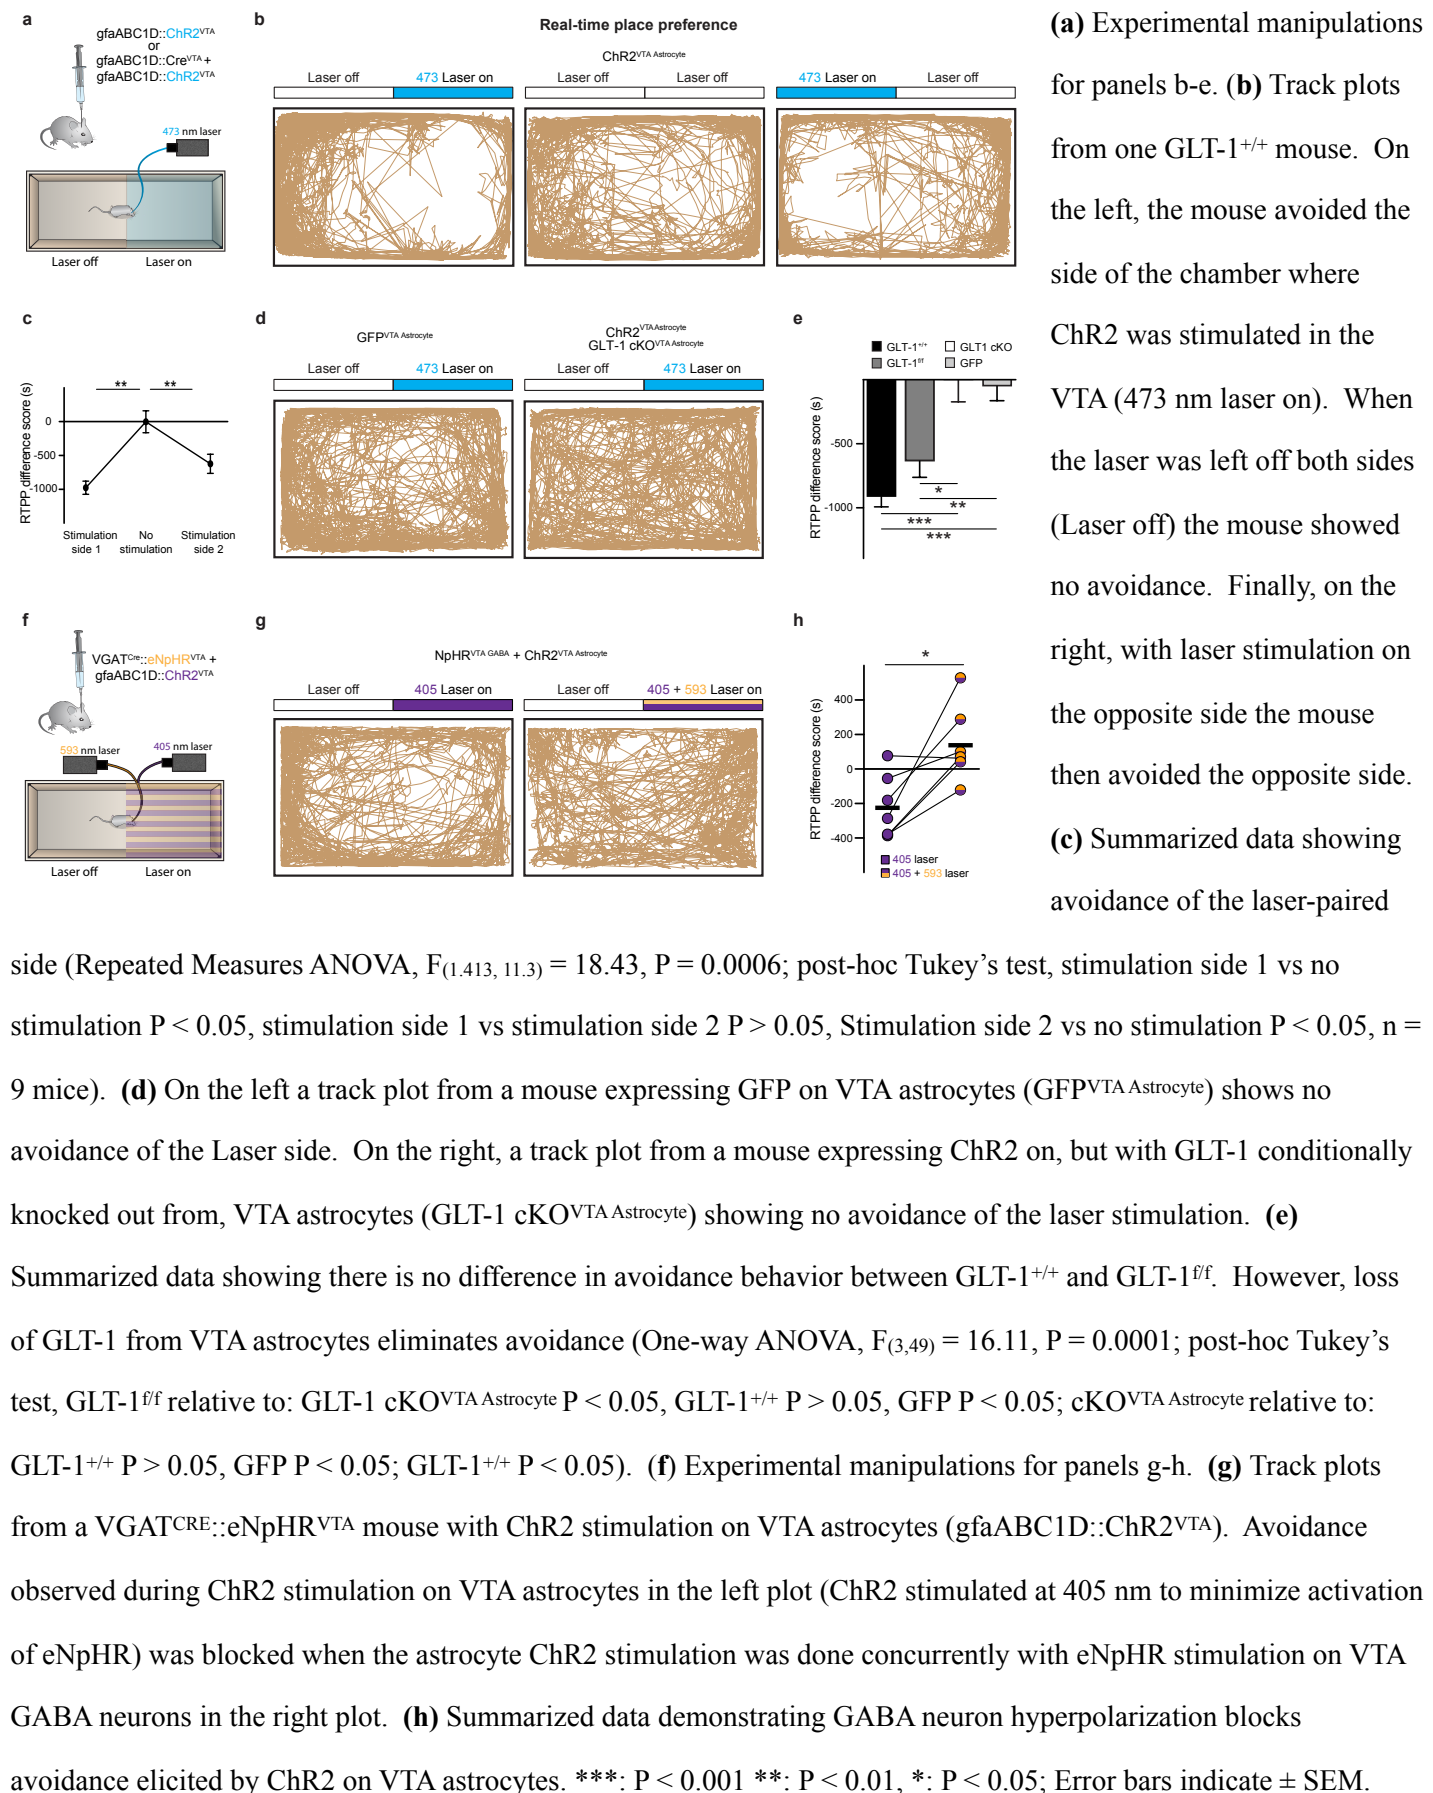 a
gfaABC1D::ChR2VTA
or
gfaABC1D::CreVTA +
gfaABC1D::ChR2VTA
473 nm laser
Laser off Laser on
b
Real-time place preference
ChR2VTA Astrocyte
Laser off 473 Laser on Laser off Laser off 473 Laser on Laser off
c
RTPP difference score (s)
0
-500
-1000
** **
Stimulation side 1
No stimulation
Stimulation side 2
d
GFPVTA Astrocyte
ChR2VTA Astrocyte
GLT-1 cKOVTA Astrocyte
Laser off 473 Laser on Laser off 473 Laser on
e
GLT-1+/+ GLT1 cKO
GLT-1f/f GFP
RTPP difference score (s)
-500
-1000
*
**
***
***
f
VGATCre::eNpHRVTA +
gfaABC1D::ChR2VTA
593 nm laser 405 nm laser
Laser off Laser on
g
NpHRVTA GABA + ChR2VTA Astrocyte
Laser off 405 Laser on Laser off 405 + 593 Laser on
h
*
RTPP difference score (s)
400
200
0
-200
-400
405 laser
405 + 593 laser
(a) Experimental manipulations
for panels b-e. (b) Track plots
from one GLT-1+/+ mouse. On
the left, the mouse avoided the
side of the chamber where
ChR2 was stimulated in the
VTA (473 nm laser on). When
the laser was left off both sides
(Laser off) the mouse showed
no avoidance. Finally, on the
right, with laser stimulation on
the opposite side the mouse
then avoided the opposite side.
(c) Summarized data showing
avoidance of the laser-paired
side (Repeated Measures ANOVA, F(1.413, 11.3) = 18.43, P = 0.0006; post-hoc Tukey’s test, stimulation side 1 vs no
stimulation P < 0.05, stimulation side 1 vs stimulation side 2 P > 0.05, Stimulation side 2 vs no stimulation P < 0.05, n =
9 mice). (d) On the left a track plot from a mouse expressing GFP on VTA astrocytes (GFPVTA Astrocyte) shows no
avoidance of the Laser side. On the right, a track plot from a mouse expressing ChR2 on, but with GLT-1 conditionally
knocked out from, VTA astrocytes (GLT-1 cKOVTA Astrocyte) showing no avoidance of the laser stimulation. (e)
Summarized data showing there is no difference in avoidance behavior between GLT-1+/+ and GLT-1f/f. However, loss
of GLT-1 from VTA astrocytes eliminates avoidance (One-way ANOVA, F(3,49) = 16.11, P = 0.0001; post-hoc Tukey’s
test, GLT-1f/f relative to: GLT-1 cKOVTA Astrocyte P < 0.05, GLT-1+/+ P > 0.05, GFP P < 0.05; cKOVTA Astrocyte relative to:
GLT-1+/+ P > 0.05, GFP P < 0.05; GLT-1+/+ P < 0.05). (f) Experimental manipulations for panels g-h. (g) Track plots
from a VGATCRE::eNpHRVTA mouse with ChR2 stimulation on VTA astrocytes (gfaABC1D::ChR2VTA). Avoidance
observed during ChR2 stimulation on VTA astrocytes in the left plot (ChR2 stimulated at 405 nm to minimize activation
of eNpHR) was blocked when the astrocyte ChR2 stimulation was done concurrently with eNpHR stimulation on VTA
GABA neurons in the right plot. (h) Summarized data demonstrating GABA neuron hyperpolarization blocks
avoidance elicited by ChR2 on VTA astrocytes. ***: P < 0.001 **: P < 0.01, *: P < 0.05; Error bars indicate ± SEM.